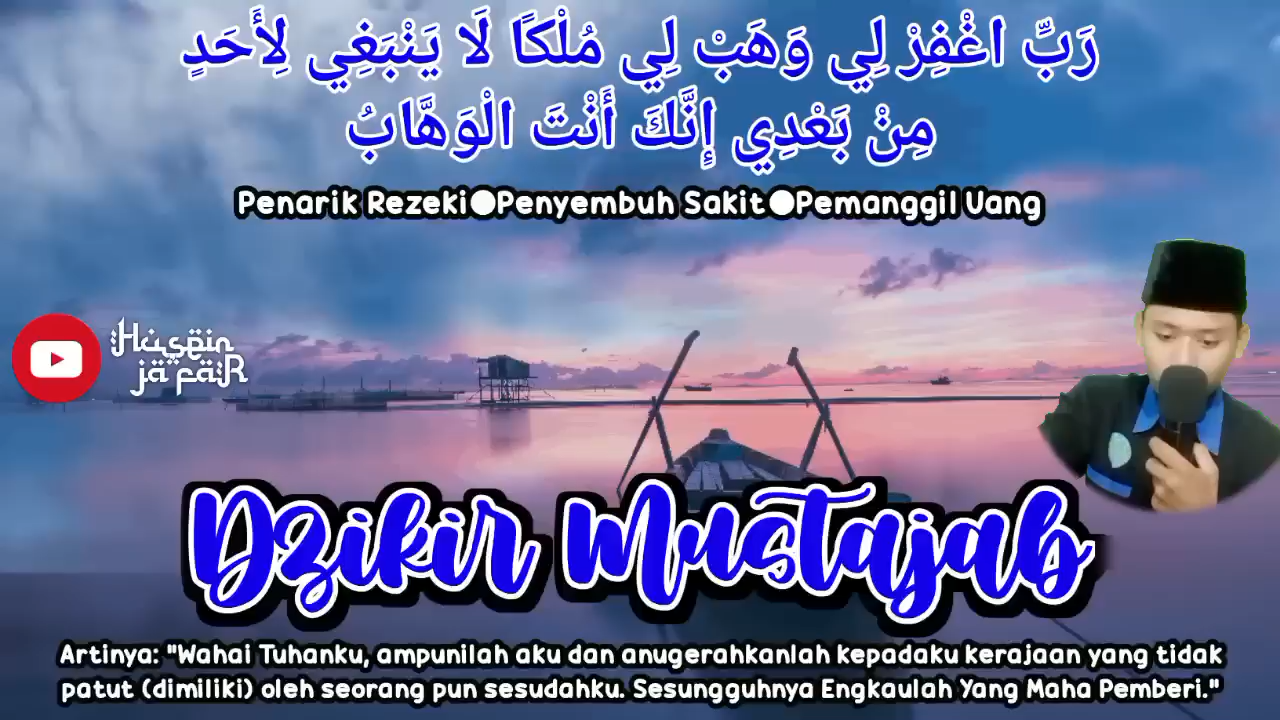 رَبِّ اغْفِرْ لِي وَهَبْ لِي مُلْكًا لَا يَنْبَغِي لِأَحَدٍ
مِنْ بَعْدِي إِنَّكَ أَنْتَ الْوَهَّابُ
Penarik Rezeki●Penyembuh Sakit●Pemanggil Uang
Husein
ja'faR
Dzikir Mustajab
Artinya: "Wahai Tuhanku, ampunilah aku dan anugerahkanlah kepadaku kerajaan yang tidak
patut (dimiliki) oleh seorang pun sesudahku. Sesungguhnya Engkaulah Yang Maha Pemberi."